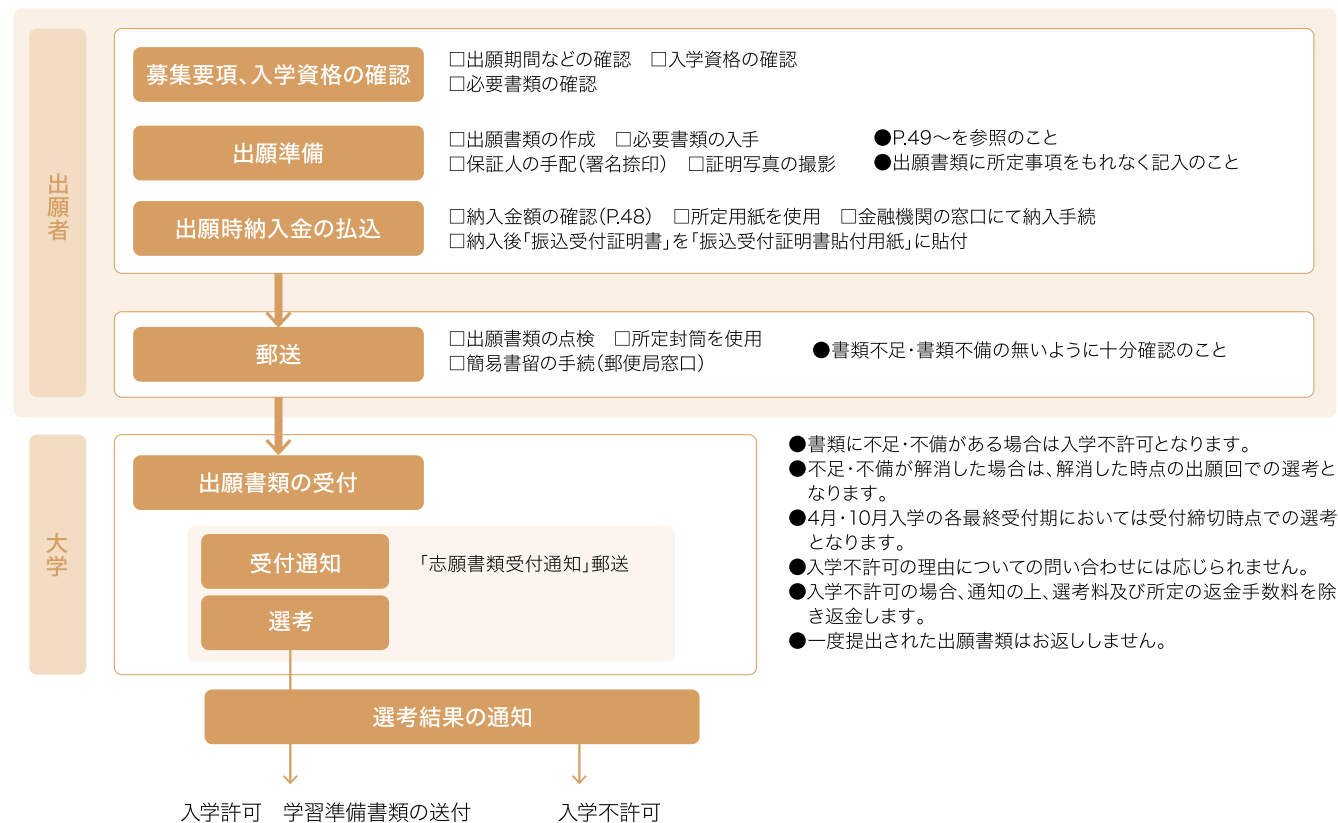 出願者
募集要項、入学資格の確認
□出願期間などの確認　□入学資格の確認
□必要書類の確認
出願準備
□出願書類の作成　□必要書類の入手
□保証人の手配(署名捺印)　□証明写真の撮影
●P.49〜を参照のこと
●出願書類に所定事項をもれなく記入のこと
出願時納入金の払込
□納入金額の確認(P.48)　□所定用紙を使用　□金融機関の窓口にて納入手続
□納入後「振込受付証明書」を「振込受付証明書貼付用紙」に貼付
郵送
□出願書類の点検　□所定封筒を使用
□簡易書留の手続(郵便局窓口)
●書類不足・書類不備の無いように十分確認のこと
大学
出願書類の受付
受付通知
「志願書類受付通知」郵送
選考
●書類に不足・不備がある場合は入学不許可となります。
●不足・不備が解消した場合は、解消した時点の出願回での選考と
なります。
●4月・10月入学の各最終受付期においては受付締切時点での選考
となります。
●入学不許可の理由についての問い合わせには応じられません。
●入学不許可の場合、通知の上、選考料及び所定の返金手数料を除
き返金します。
●一度提出された出願書類はお返ししません。
選考結果の通知
入学許可　学習準備書類の送付
入学不許可